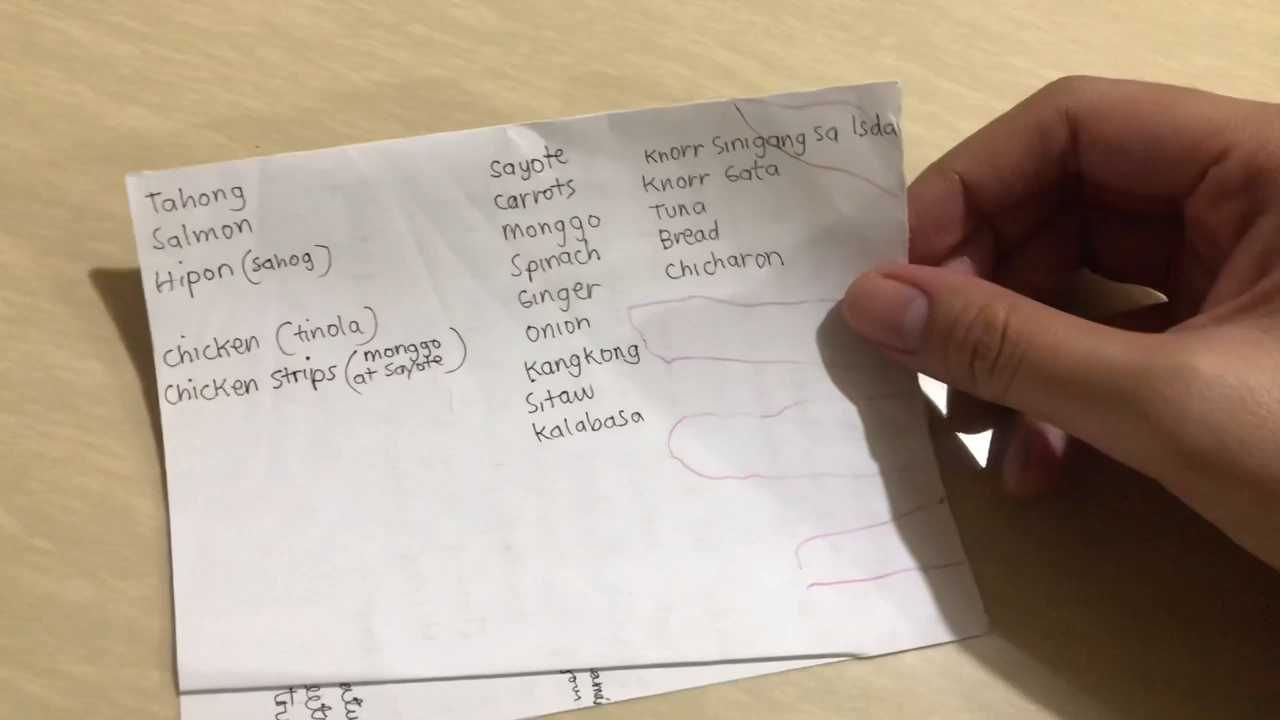 Tahong
Salmon
Hipon (sahog)
Chicken (tinola)
Chicken strips (monggo at sayote)
Sayote
Carrots
Monggo
Spinach
Ginger
Onion
Kangkong
Sitaw
Kalabasa
Knorr Sinigang sa Isda
Knorr Gata
Tuna
Bread
Chicharon